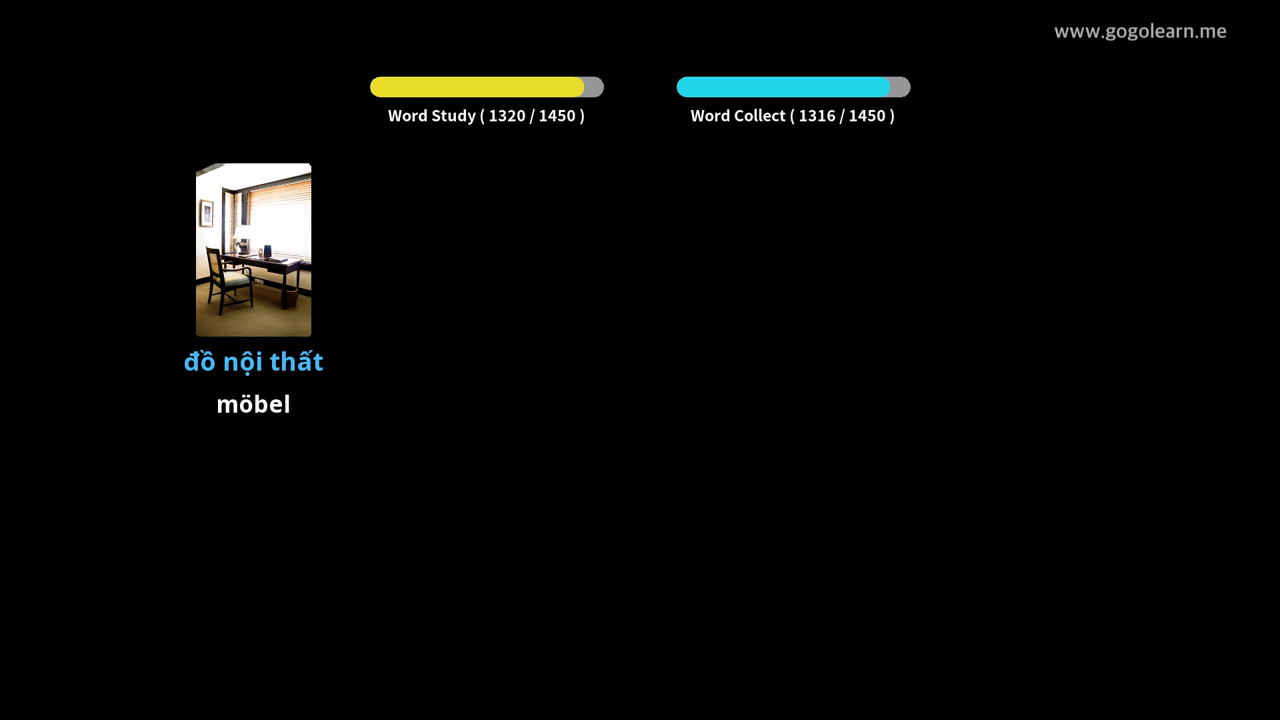 www.gogolearn.me
Word Study ( 1320 / 1450 )
Word Collect ( 1316 / 1450 )
đồ nội thất
möbel